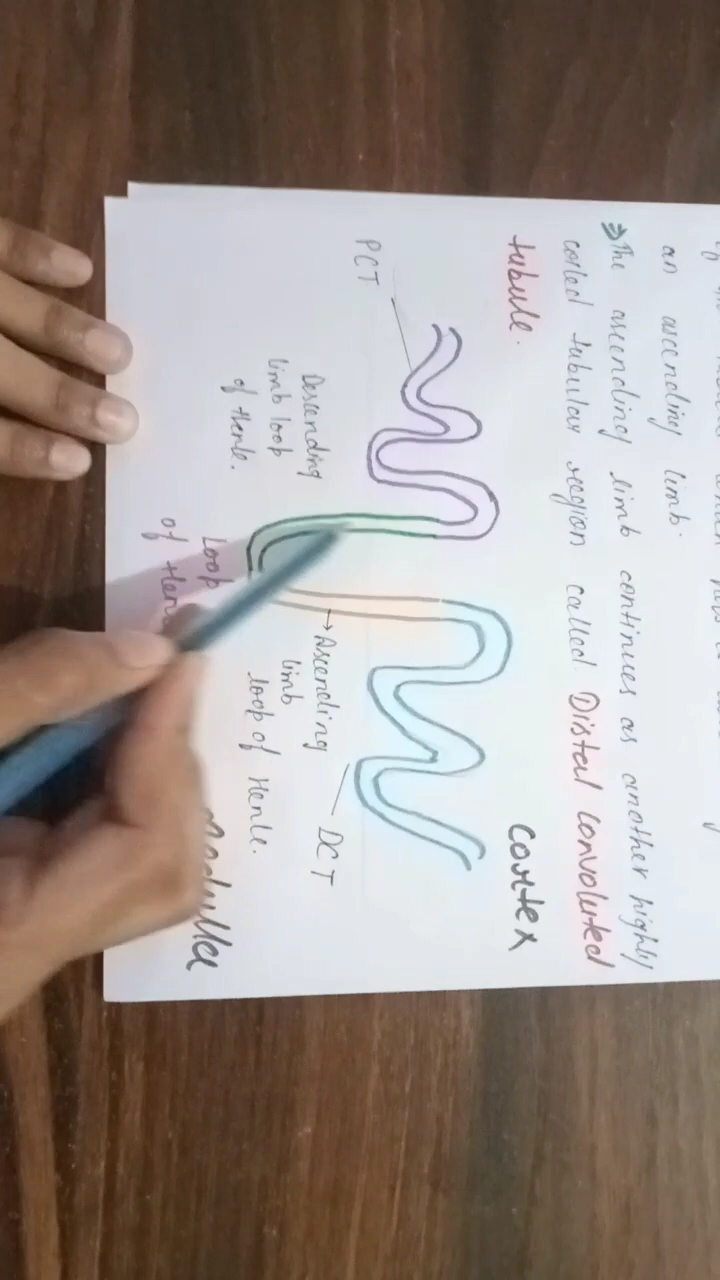 an ascending limb.
⇒ The ascending limb continues as another highly
coiled tubular region called Distal convoluted
tubule.
Cortex
PCT
Descending
limb loop
of Henle.
→ Ascending
limb
loop of Henle.
DCT
Loop
of Henle
Medulla